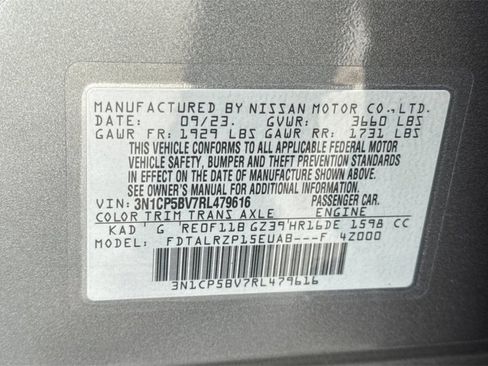 MANUFACTURED BY NISSAN MOTOR CO., LTD.
DATE: 09/23. GVWR: 3660 LBS
GAWR FR: 1929 LBS GAWR RR: 1731 LBS
THIS VEHICLE CONFORMS TO ALL APPLICABLE FEDERAL MOTOR
VEHICLE SAFETY, BUMPER AND THEFT PREVENTION STANDARDS
IN EFFECT ON THE DATE OF MANUFACTURE SHOWN ABOVE.
SEE OWNER'S MANUAL FOR ADDITIONAL INFORMATION.
VIN: 3N1CP5BV7RL479616 PASSENGER CAR.
COLOR TRIM TRANS AXLE ENGINE
KAD G RE0F11B GZ39 HR16DE 1598 CC
MODEL: FDTALRZP15EUAB---F 4Z000
3N1CP5BV7RL479616